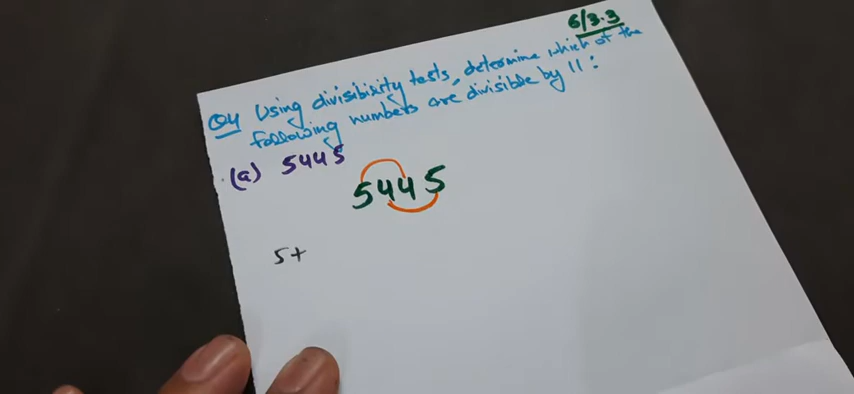 6/3.3
Q4 Using divisibility tests, determine which of the
following numbers are divisible by 11:
(a) 5445
5445
5+